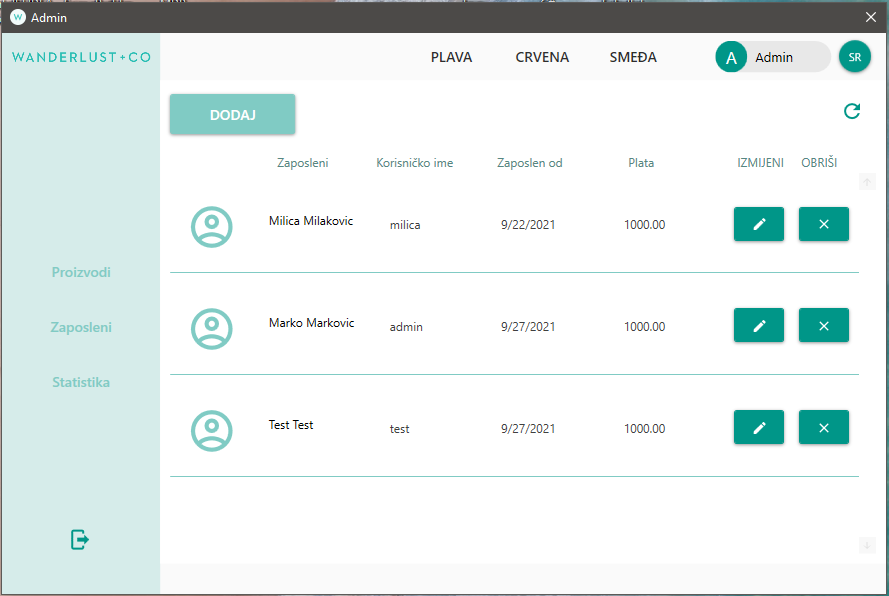 W Admin
WANDERLUST+CO
PLAVA CRVENA SMEĐA A Admin SR
DODAJ
Zaposleni Korisničko ime Zaposlen od Plata IZMIJENI OBRIŠI
Milica Milakovic milica 9/22/2021 1000.00
Proizvodi
Marko Markovic admin 9/27/2021 1000.00
Zaposleni
Statistika
Test Test test 9/27/2021 1000.00